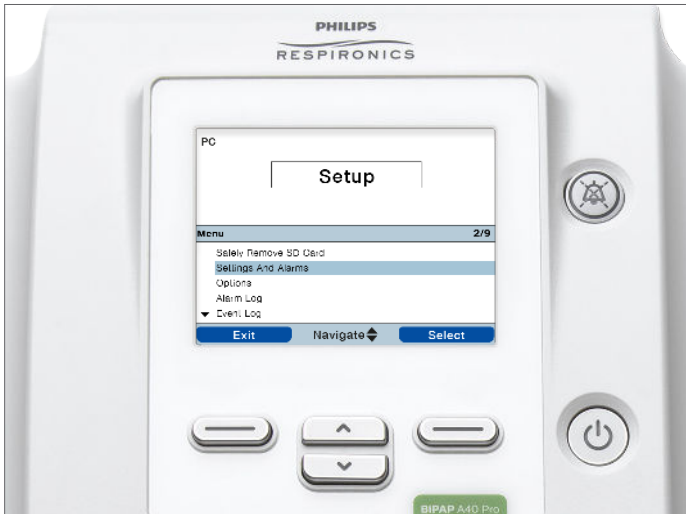 PHILIPS
RESPIRONICS
PC
Setup
Menu 2/9
Safely Remove SD Card
Settings And Alarms
Options
Alarm Log
Event Log
Exit Navigate Select
BiPAP A40 Pro